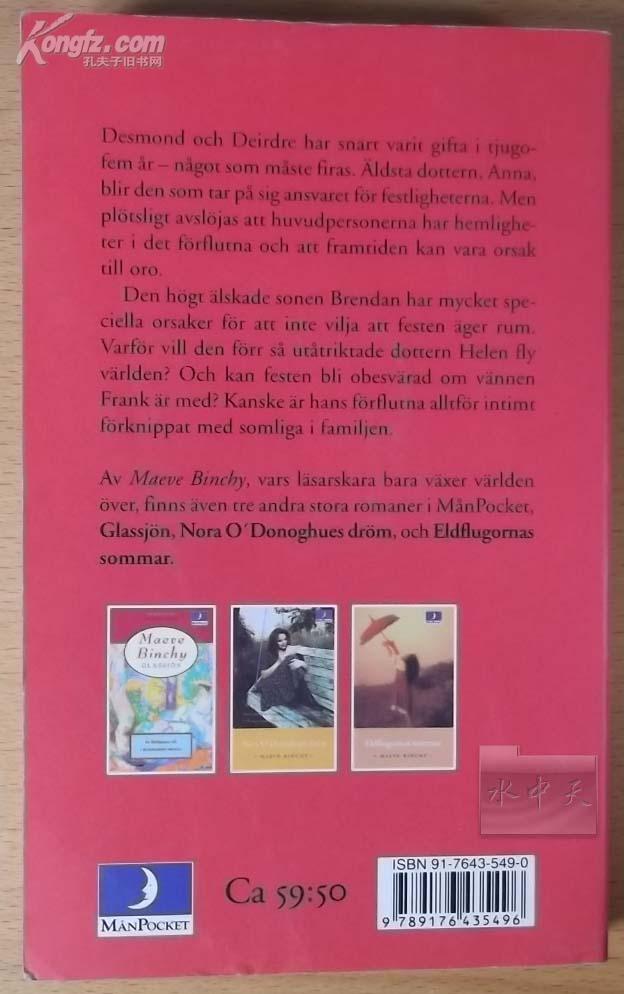 Kongfz.com
孔夫子旧书网
Desmond och Deirdre har snart varit gifta i tjugo-
fem år – något som måste firas. Äldsta dottern, Anna,
blir den som tar på sig ansvaret för festligheterna. Men
plötsligt avslöjas att huvudpersonerna har hemlighe-
ter i det förflutna och att framtiden kan vara orsak
till oro.
Den högt älskade sonen Brendan har mycket spe-
ciella orsaker för att inte vilja att festen äger rum.
Varför vill den förr så utåtriktade dottern Helen fly
världen? Och kan festen bli obesvärad om vännen
Frank är med? Kanske är hans förflutna alltför intimt
förknippat med somliga i familjen.
Av Maeve Binchy, vars läsarskara bara växer världen
över, finns även tre andra stora romaner i MånPocket,
Glassjön, Nora O´Donoghues dröm, och Eldflugornas
sommar.
Maeve
Binchy
GLASSJÖN
MAEVE BINCHY
Eldflugornas sommar
MAEVE BINCHY
水中天
MÅNPOCKET
Ca 59:50
ISBN 91-7643-549-0
9 789176 435496